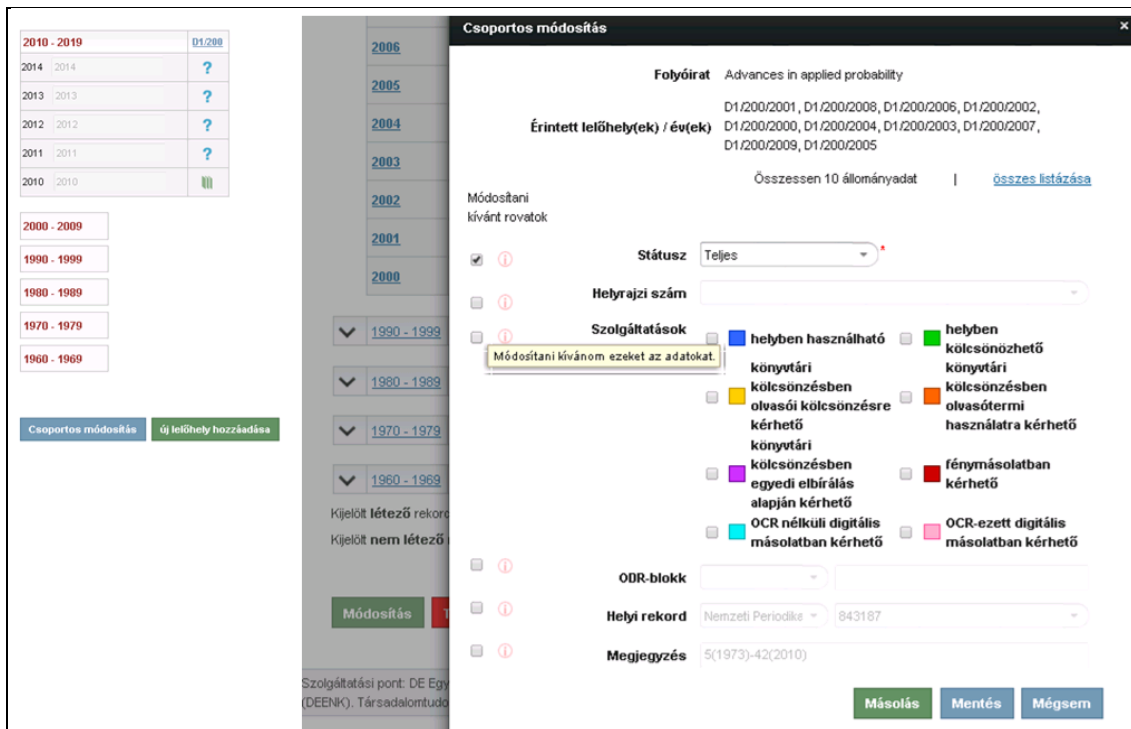 2010 - 2019 D1/200
2014 2014 ?
2013 2013 ?
2012 2012 ?
2011 2011 ?
2010 2010
2000 - 2009
1990 - 1999
1980 - 1989
1970 - 1979
1960 - 1969
Csoportos módosítás új lelőhely hozzáadása
2006
2005
2004
2003
2002
2001
2000
1990 - 1999
1980 - 1989
1970 - 1979
1960 - 1969
Kijelölt létező rekord
Kijelölt nem létező
Módosítás T
Szolgáltatási pont: DE Egy
(DEENK). Társadalomtudo
Csoportos módosítás x
Folyóirat Advances in applied probability
Érintett lelőhely(ek) / év(ek) D1/200/2001, D1/200/2008, D1/200/2006, D1/200/2002,
D1/200/2000, D1/200/2004, D1/200/2003, D1/200/2007,
D1/200/2009, D1/200/2005
Összessen 10 állományadat | összes listázása
Módosítani
kívánt rovatok
Státusz Teljes *
Helyrajzi szám
Szolgáltatások
Módosítani kívánom ezeket az adatokat.
helyben használható
helyben
kölcsönözhető
könyvtári
kölcsönzésben
olvasói kölcsönzésre
kérhető
könyvtári
kölcsönzésben
olvasótermi
használatra kérhető
könyvtári
kölcsönzésben
egyedi elbírálás
alapján kérhető
fénymásolatban
kérhető
OCR nélküli digitális
másolatban kérhető
OCR-ezett digitális
másolatban kérhető
ODR-blokk
Helyi rekord Nemzeti Periodika 843187
Megjegyzés 5(1973)-42(2010)
Másolás Mentés Mégsem